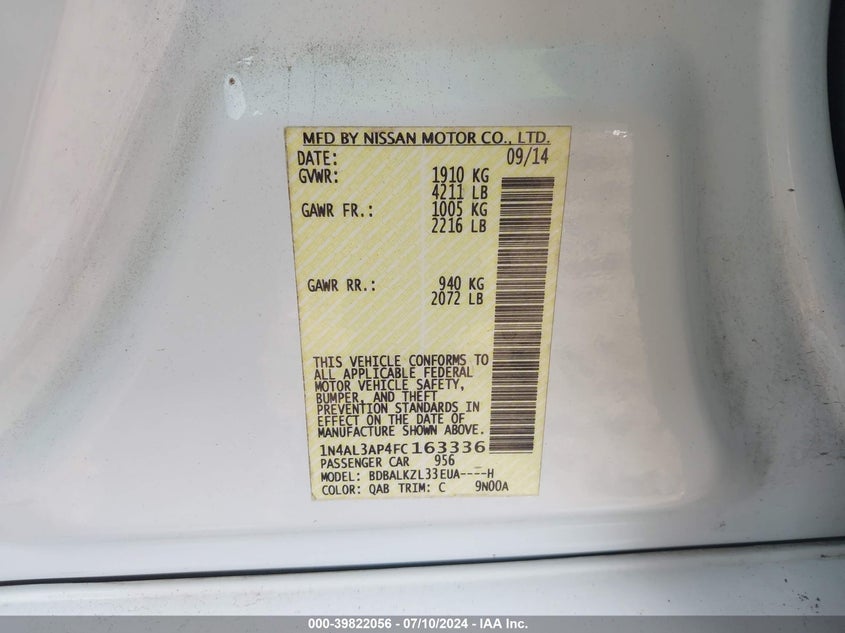 MFD BY NISSAN MOTOR CO., LTD.
DATE: 09/14
GVWR: 1910 KG
4211 LB
GAWR FR.: 1005 KG
2216 LB
GAWR RR.: 940 KG
2072 LB
THIS VEHICLE CONFORMS TO
ALL APPLICABLE FEDERAL
MOTOR VEHICLE SAFETY,
BUMPER, AND THEFT
PREVENTION STANDARDS IN
EFFECT ON THE DATE OF
MANUFACTURE SHOWN ABOVE.
1N4AL3AP4FC163336
PASSENGER CAR 956
MODEL: BDBALKZL33EUA----H
COLOR: QAB TRIM: C 9N00A
000-39822056 - 07/10/2024 - IAA Inc.